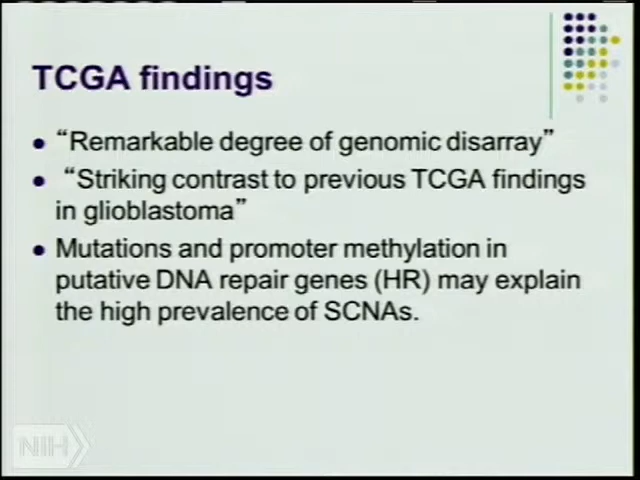 TCGA findings
“Remarkable degree of genomic disarray”
“Striking contrast to previous TCGA findings
in glioblastoma”
Mutations and promoter methylation in
putative DNA repair genes (HR) may explain
the high prevalence of SCNAs.
NIH